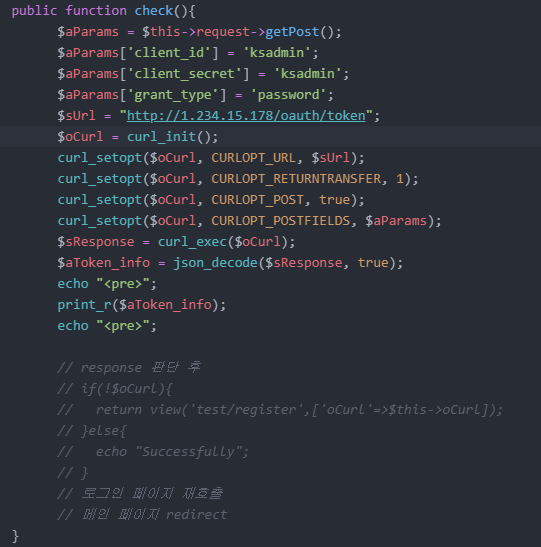 public function check(){
$aParams = $this->request->getPost();
$aParams['client_id'] = 'ksadmin';
$aParams['client_secret'] = 'ksadmin';
$aParams['grant_type'] = 'password';
$sUrl = "http://1.234.15.178/oauth/token";
$oCurl = curl_init();
curl_setopt($oCurl, CURLOPT_URL, $sUrl);
curl_setopt($oCurl, CURLOPT_RETURNTRANSFER, 1);
curl_setopt($oCurl, CURLOPT_POST, true);
curl_setopt($oCurl, CURLOPT_POSTFIELDS, $aParams);
$sResponse = curl_exec($oCurl);
$aToken_info = json_decode($sResponse, true);
echo "<pre>";
print_r($aToken_info);
echo "<pre>";
// response 판단 후
// if(!$oCurl){
//   return view('test/register',['oCurl'=>$this->oCurl]);
// }else{
//   echo "Successfully";
// }
// 로그인 페이지 재호출
// 메인 페이지 redirect
}